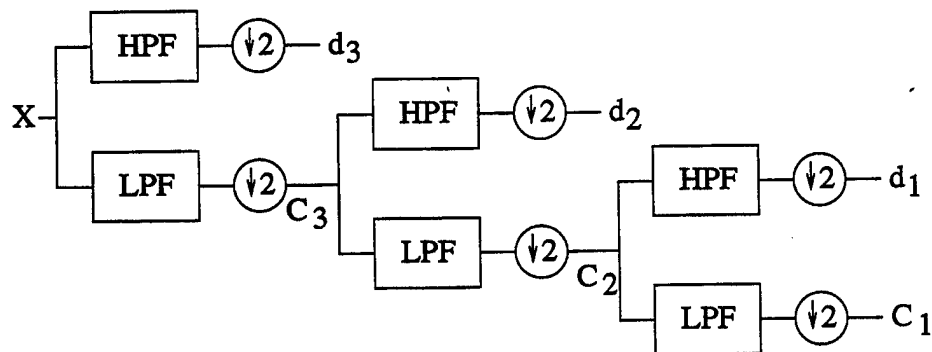 HPF ↓2 d3
X
HPF ↓2 d2
LPF ↓2 C3
HPF ↓2 d1
LPF ↓2 C2
LPF ↓2 C1